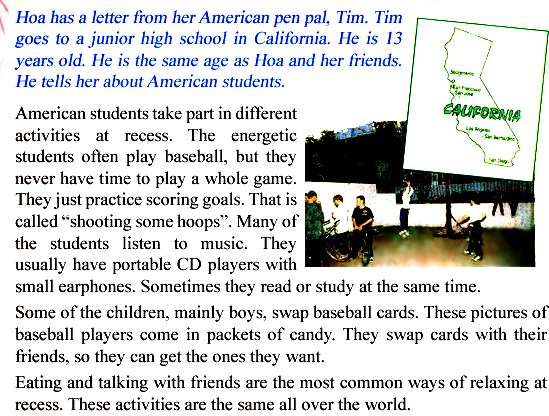 Hoa has a letter from her American pen pal, Tim. Tim
goes to a junior high school in California. He is 13
years old. He is the same age as Hoa and her friends.
He tells her about American students.
Sacramento
San Francisco
San José
CALIFORNIA
Los Angeles
San Bernardino
San Diego
American students take part in different
activities at recess. The energetic
students often play baseball, but they
never have time to play a whole game.
They just practice scoring goals. That is
called “shooting some hoops”. Many of
the students listen to music. They
usually have portable CD players with
small earphones. Sometimes they read or study at the same time.
Some of the children, mainly boys, swap baseball cards. These pictures of
baseball players come in packets of candy. They swap cards with their
friends, so they can get the ones they want.
Eating and talking with friends are the most common ways of relaxing at
recess. These activities are the same all over the world.